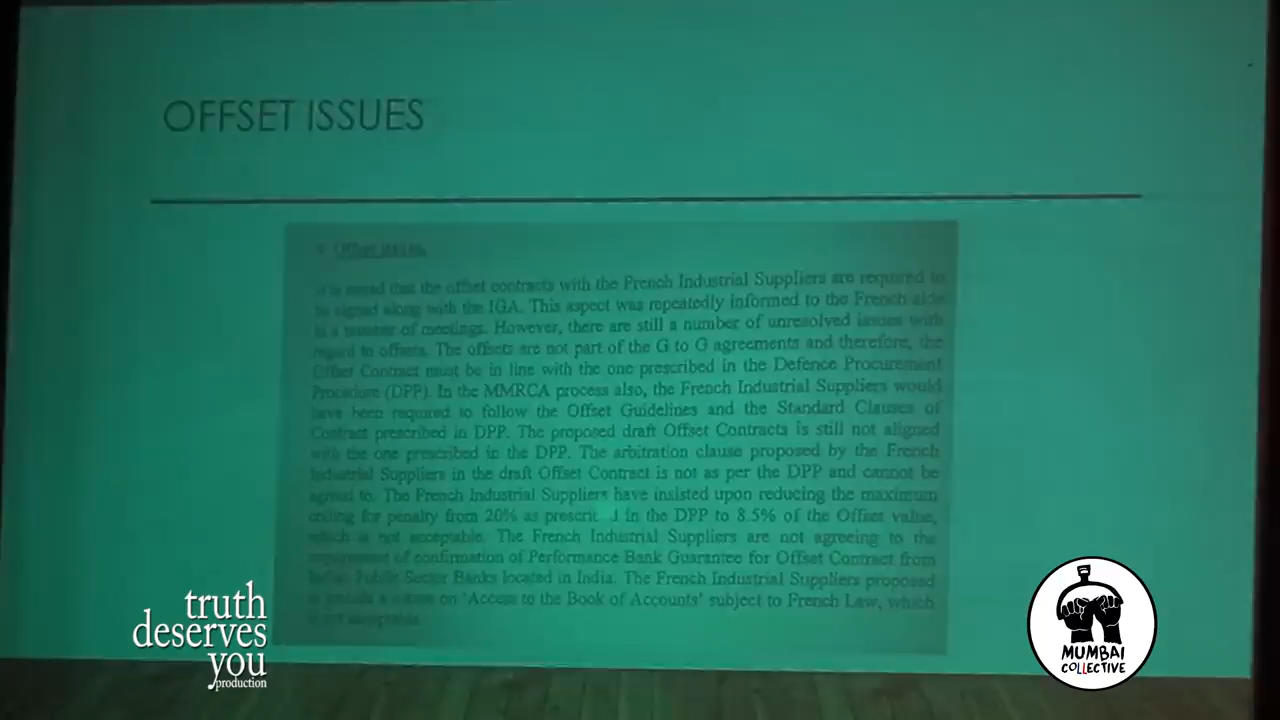 OFFSET ISSUES
Offset issues.
It is noted that the offset contracts with the French Industrial Suppliers are required to
be signed along with the IGA. This aspect was repeatedly informed to the French side
in a number of meetings. However, there are still a number of unresolved issues with
regard to offsets. The offsets are not part of the G to G agreements and therefore, the
Offset Contract must be in line with the one prescribed in the Defence Procurement
Procedure (DPP). In the MMRCA process also, the French Industrial Suppliers would
have been required to follow the Offset Guidelines and the Standard Clauses of
Contract prescribed in DPP. The proposed draft Offset Contracts is still not aligned
with the one prescribed in the DPP. The arbitration clause proposed by the French
Industrial Suppliers in the draft Offset Contract is not as per the DPP and cannot be
agreed to. The French Industrial Suppliers have insisted upon reducing the maximum
ceiling for penalty from 20% as prescribed in the DPP to 8.5% of the Offset value,
which is not acceptable. The French Industrial Suppliers are not agreeing to the
requirement of confirmation of Performance Bank Guarantee for Offset Contract from
Indian Public Sector Banks located in India. The French Industrial Suppliers proposed
on 'Access to the Book of Accounts' subject to French Law, which
is not acceptable.
truth
deserves
you
production
MUMBAI
COLLECTIVE